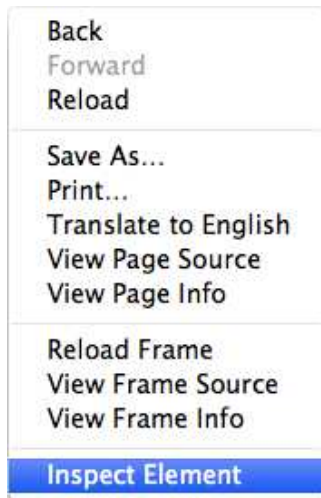 Back
Forward
Reload
Save As...
Print...
Translate to English
View Page Source
View Page Info
Reload Frame
View Frame Source
View Frame Info
Inspect Element